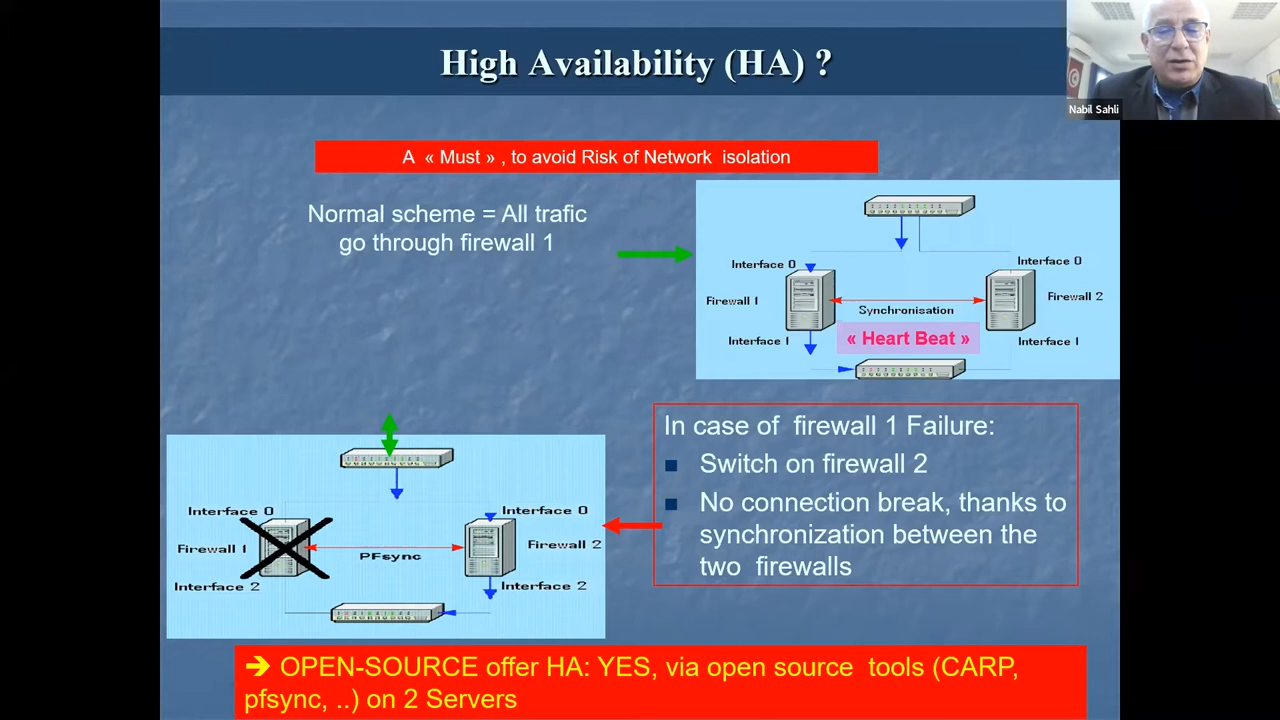 High Availability (HA) ?
Nabil Sahli
A « Must » , to avoid Risk of Network isolation
Normal scheme = All trafic
go through firewall 1
Interface 0
Interface 0
Firewall 1
Firewall 2
Synchronisation
« Heart Beat »
Interface 1
Interface 1
In case of firewall 1 Failure:
Switch on firewall 2
No connection break, thanks to
synchronization between the
two firewalls
Interface 0
Interface 0
Firewall 1
PFsync
Firewall 2
Interface 2
Interface 2
➔ OPEN-SOURCE offer HA: YES, via open source tools (CARP,
pfsync, ..) on 2 Servers